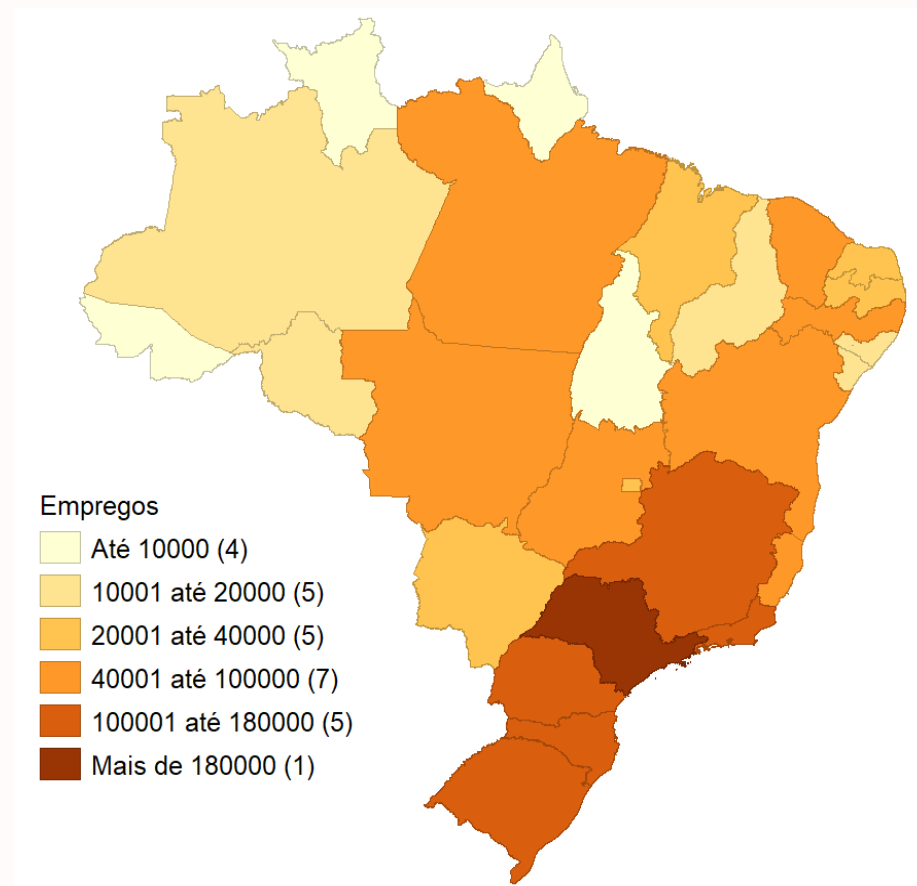 Empregos
Até 10000 (4)
10001 até 20000 (5)
20001 até 40000 (5)
40001 até 100000 (7)
100001 até 180000 (5)
Mais de 180000 (1)